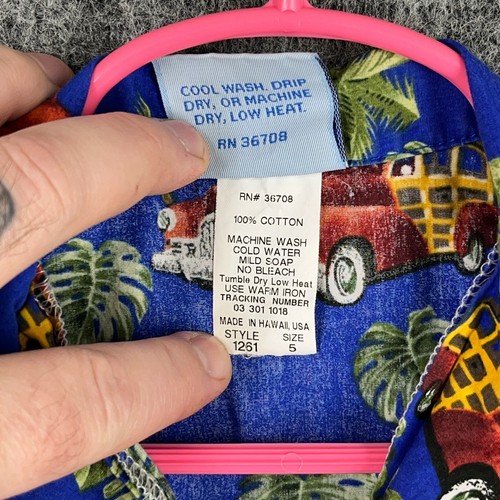 COOL WASH. DRIP
DRY, OR MACHINE
DRY, LOW HEAT.
RN 36708
RN# 36708
100% COTTON
MACHINE WASH
COLD WATER
MILD SOAP
NO BLEACH
Tumble Dry Low Heat
USE WARM IRON
TRACKING NUMBER
03 301 1018
MADE IN HAWAII, USA
STYLE SIZE
1261 5